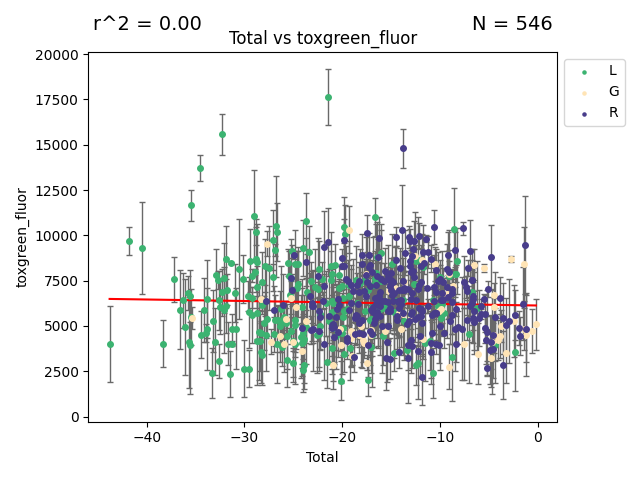 r^2 = 0.00
N = 546
Total vs toxgreen_fluor
20000
17500
15000
12500
10000
7500
5000
2500
0
toxgreen_fluor
−40
−30
−20
−10
0
Total
L
G
R